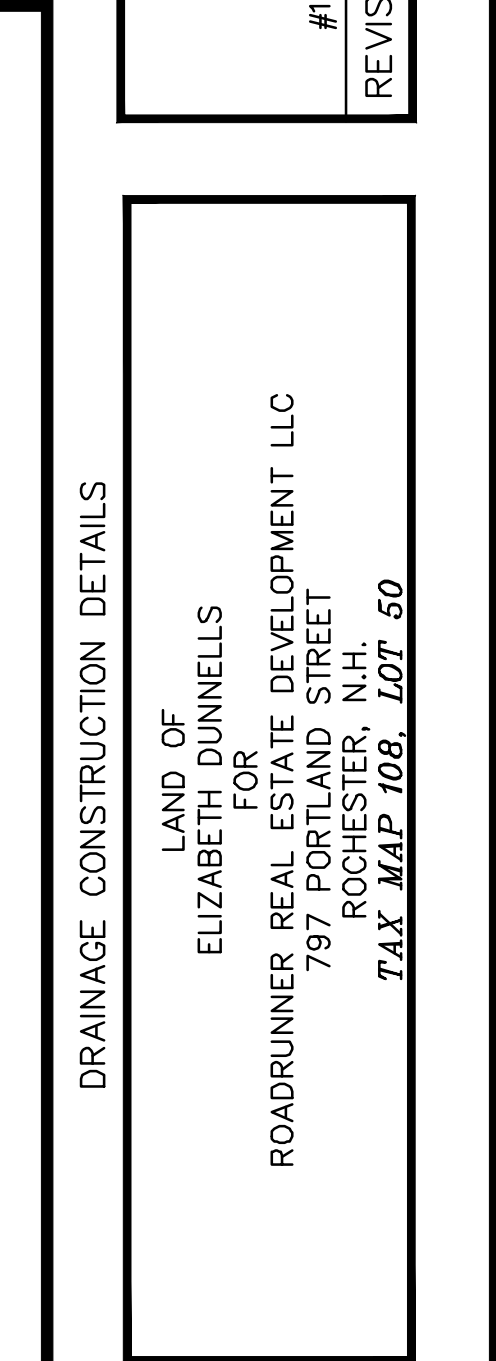 DRAINAGE CONSTRUCTION DETAILS
LAND OF
ELIZABETH DUNNELLS
FOR
ROADRUNNER REAL ESTATE DEVELOPMENT LLC
797 PORTLAND STREET
ROCHESTER, N.H.
TAX MAP 108, LOT 50
#1
REVIS